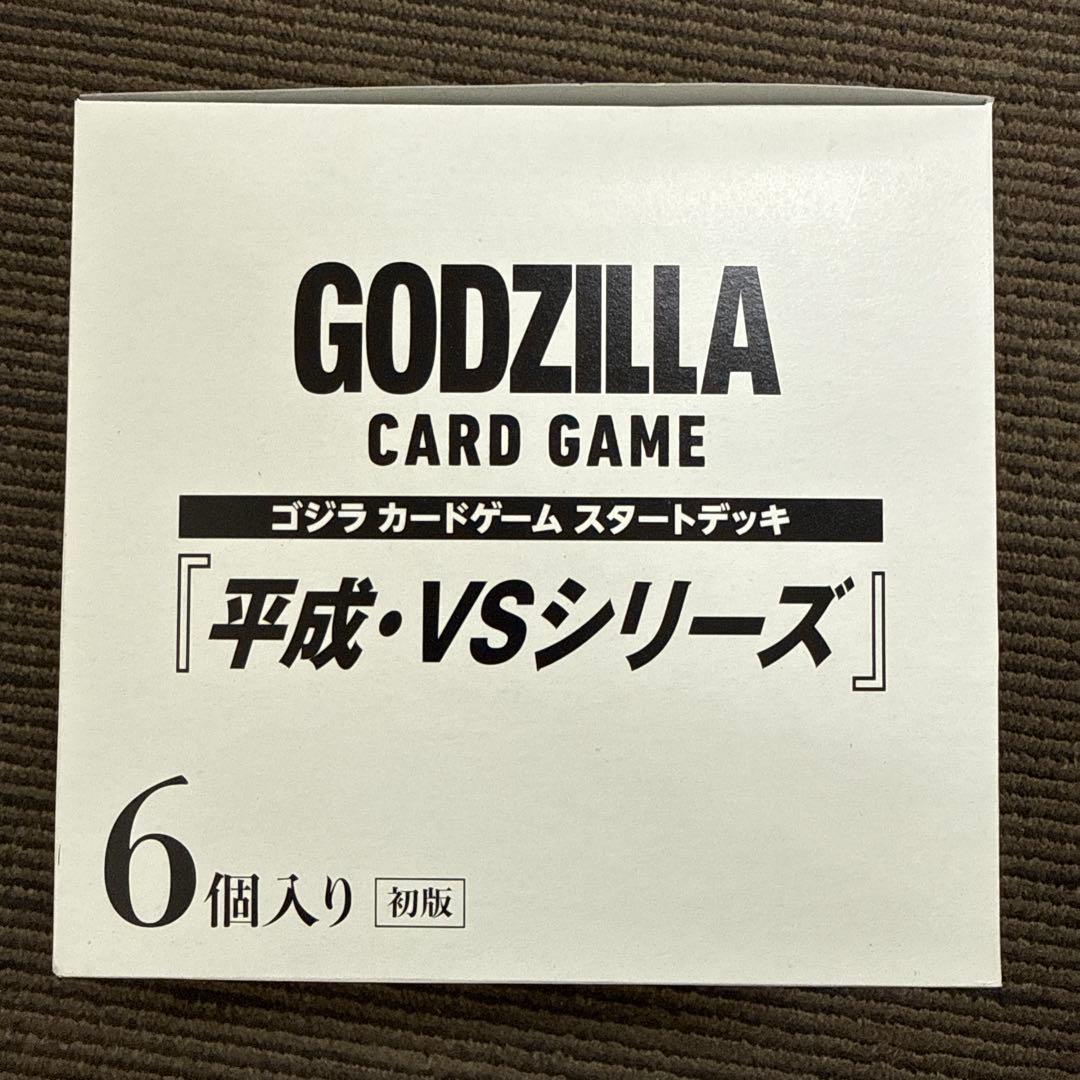 GODZILLA
CARD GAME
ゴジラ カードゲーム スタートデッキ
『平成・VSシリーズ』
6個入り 初版